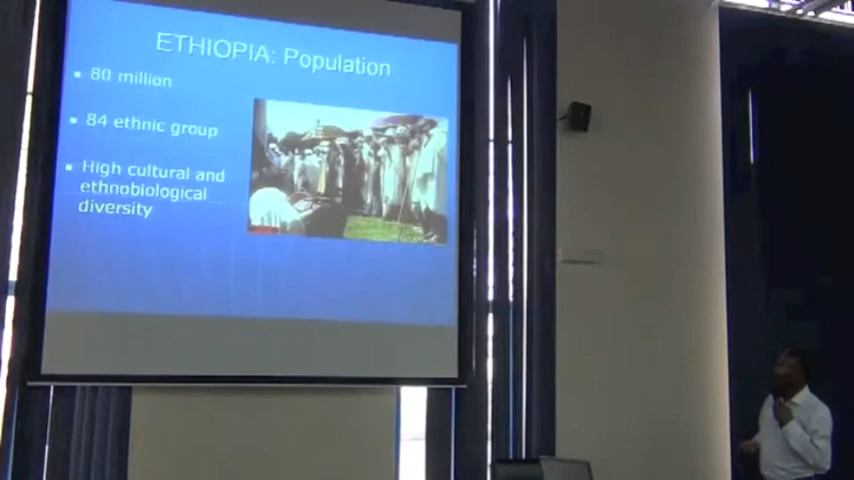 ETHIOPIA: Population
80 million
84 ethnic group
High cultural and
ethnobiological
diversity